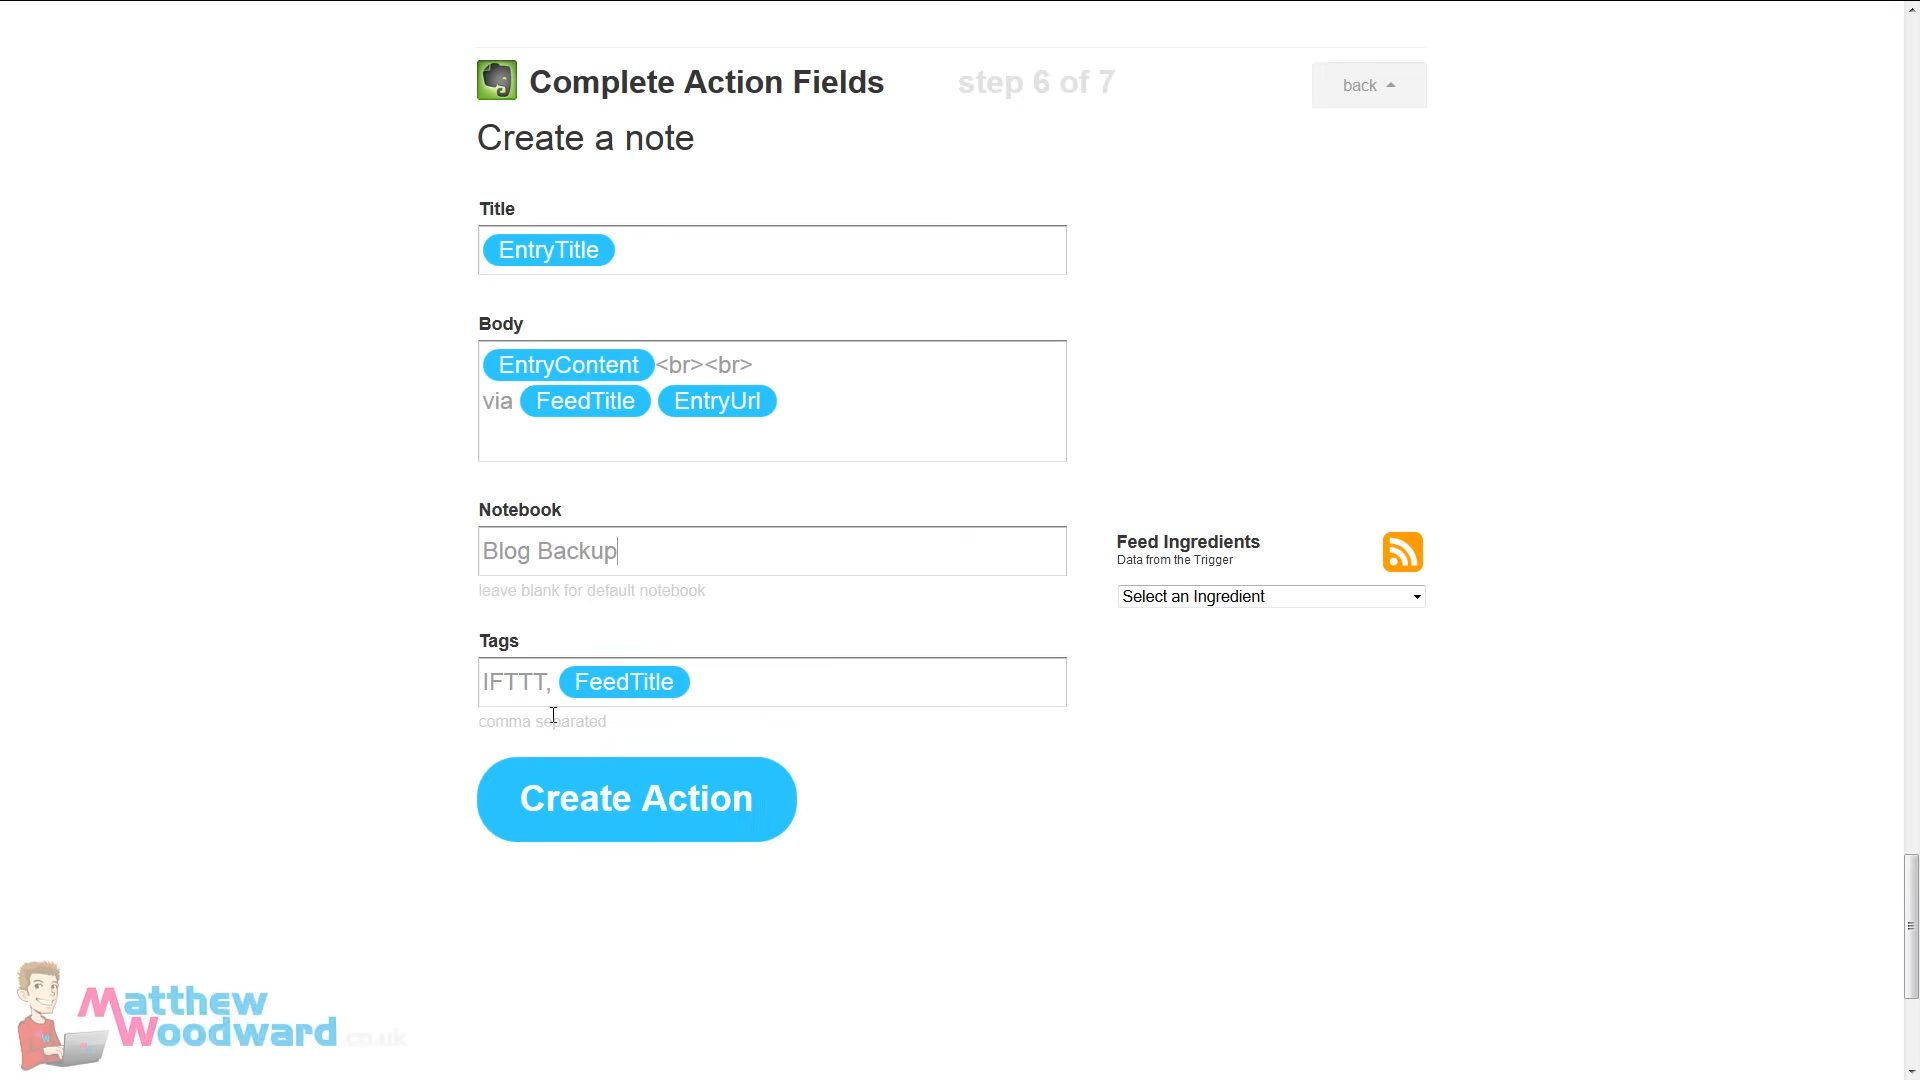 Complete Action Fields step 6 of 7 back
Create a note
Title
EntryTitle
Body
EntryContent<br><br>
via FeedTitle EntryUrl
Notebook
Blog Backup
leave blank for default notebook
Feed Ingredients
Data from the Trigger
Select an Ingredient
Tags
IFTTT, FeedTitle
comma separated
Create Action
Matthew
Woodward.co.uk